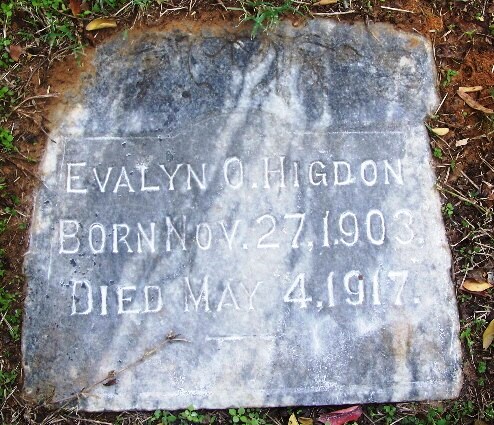 EVALYN O. HIGDON
BORN NOV. 27, 1903.
DIED MAY 4, 1917.